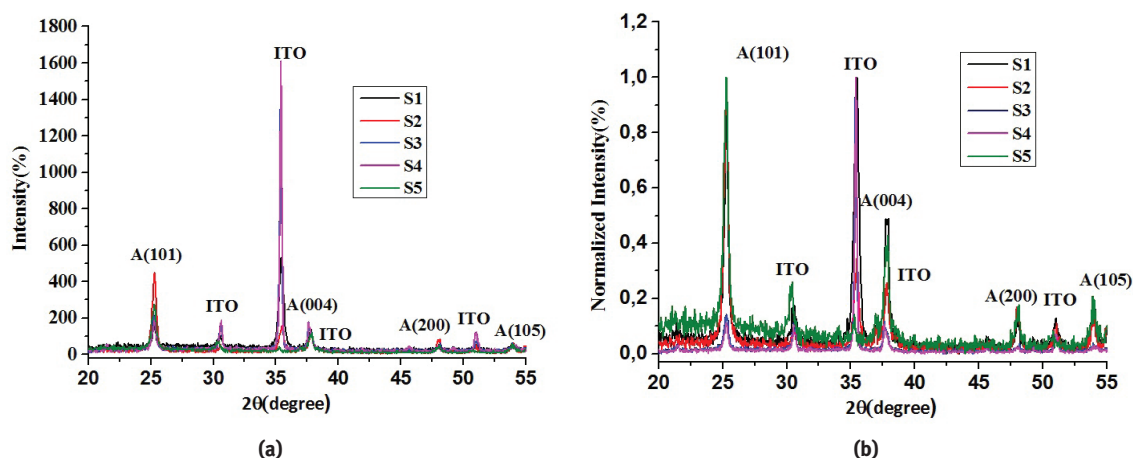 1800
1600
1400
1200
1000
800
600
400
200
0
Intensity(%)
20 25 30 35 40 45 50 55
2θ(degree)
A(101)
ITO
ITO
A(004)
ITO
A(200)
ITO
A(105)
S1
S2
S3
S4
S5
(a)
1,2
1,0
0,8
0,6
0,4
0,2
0,0
Normalized Intensity(%)
20 25 30 35 40 45 50 55
2θ(degree)
A(101)
ITO
ITO
A(004)
ITO
A(200)
ITO
A(105)
S1
S2
S3
S4
S5
(b)